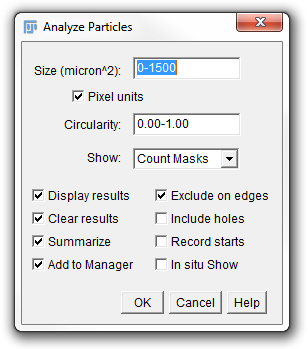 Analyze Particles
Size (micron^2): 0-1500
Pixel units
Circularity: 0.00-1.00
Show: Count Masks
Display results Exclude on edges
Clear results Include holes
Summarize Record starts
Add to Manager In situ Show
OK Cancel Help